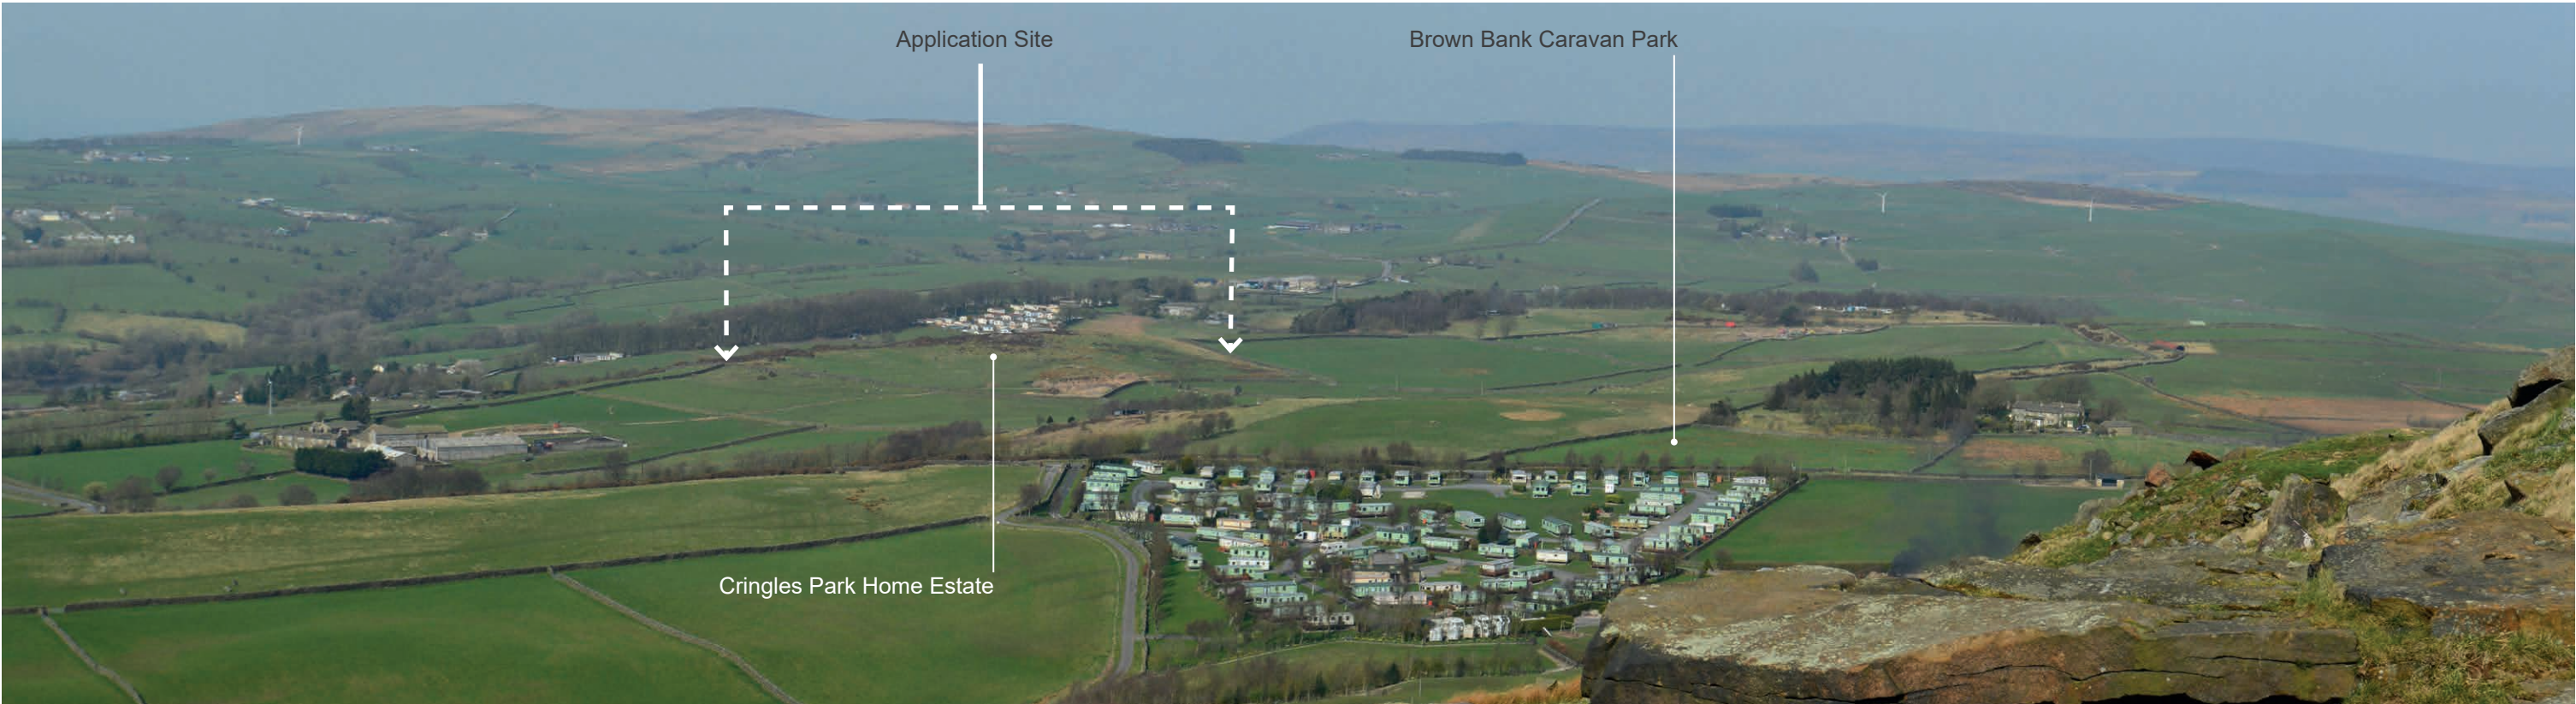 Application Site
Brown Bank Caravan Park
Cringles Park Home Estate